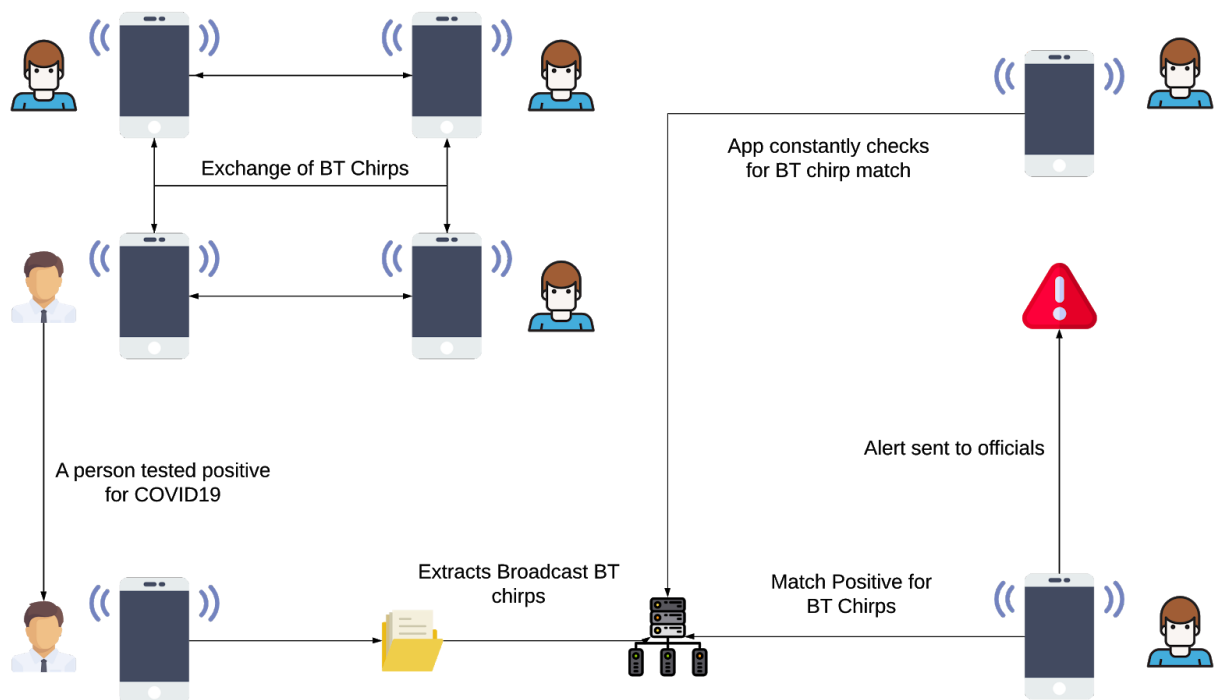 Exchange of BT Chirps
App constantly checks
for BT chirp match
A person tested positive
for COVID19
Alert sent to officials
Extracts Broadcast BT
chirps
Match Positive for
BT Chirps